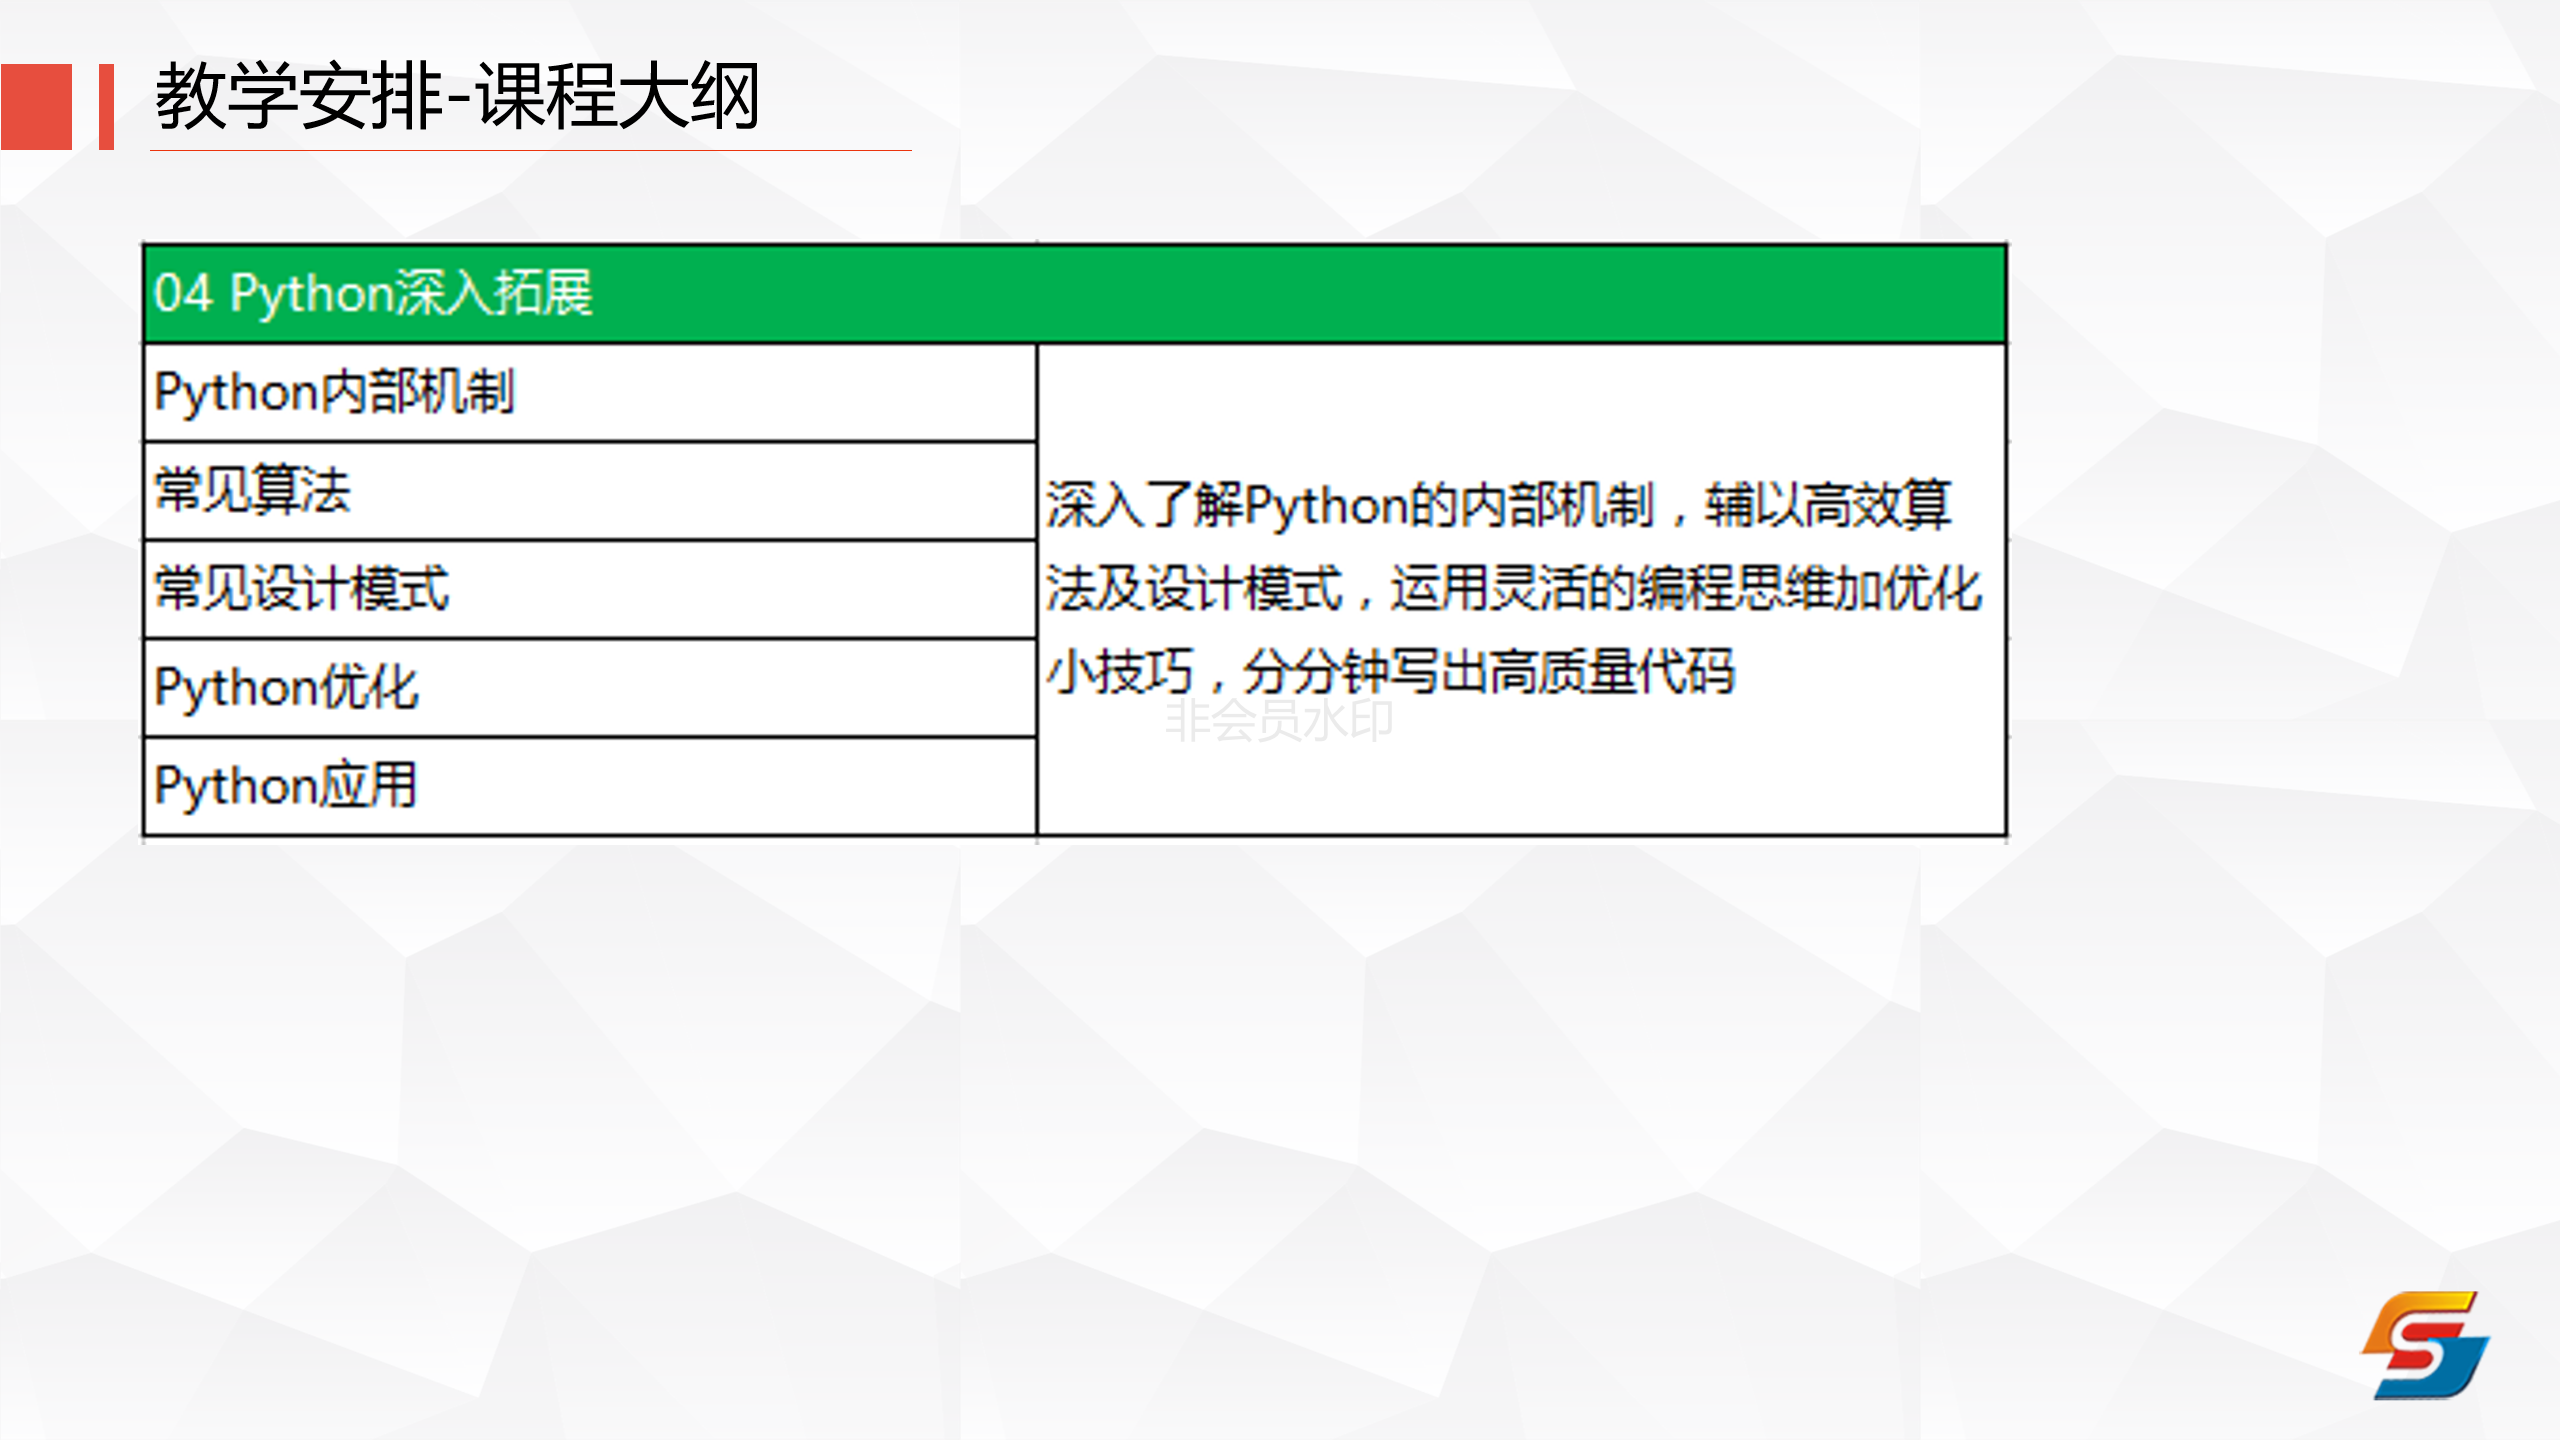 教学安排-课程大纲
04 Python深入拓展
Python内部机制
常见算法
常见设计模式
Python优化
Python应用
深入了解Python的内部机制，辅以高效算
法及设计模式，运用灵活的编程思维加优化
小技巧，分分钟写出高质量代码
非会员水印